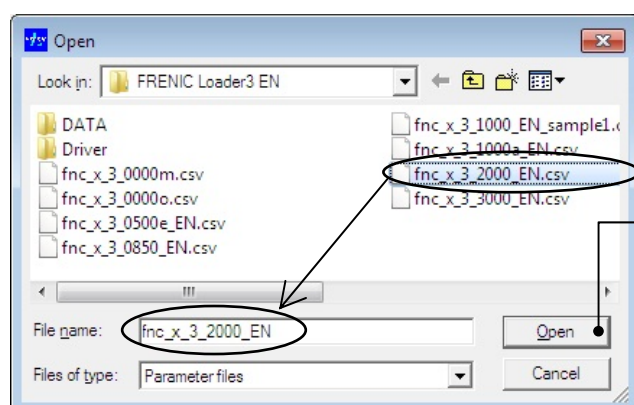 Open
Look in: FRENIC Loader3 EN
DATA
Driver
fnc_x_3_0000m.csv
fnc_x_3_0000o.csv
fnc_x_3_0500e_EN.csv
fnc_x_3_0850_EN.csv
fnc_x_3_1000_EN_sample1.c
fnc_x_3_1000a_EN.csv
fnc_x_3_2000_EN.csv
fnc_x_3_3000_EN.csv
File name: fnc_x_3_2000_EN Open
Files of type: Parameter files Cancel